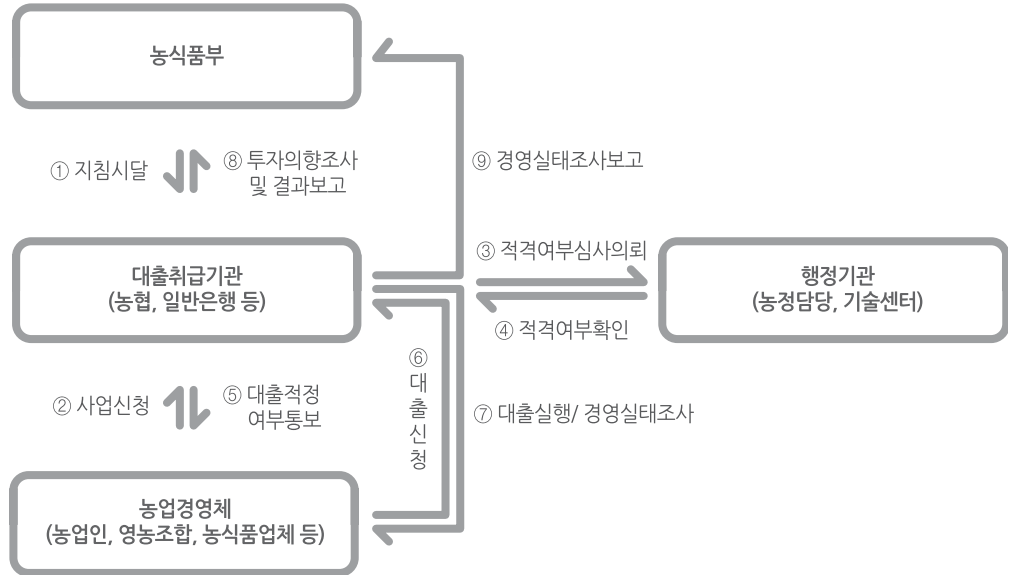 농식품부
① 지침시달
⑧ 투자의향조사
및 결과보고
⑨ 경영실태조사보고
대출취급기관
(농협, 일반은행 등)
③ 적격여부심사의뢰
④ 적격여부확인
행정기관
(농정담당, 기술센터)
② 사업신청
⑤ 대출적정
여부통보
⑥
대
출
신
청
⑦ 대출실행/ 경영실태조사
농업경영체
(농업인, 영농조합, 농식품업체 등)